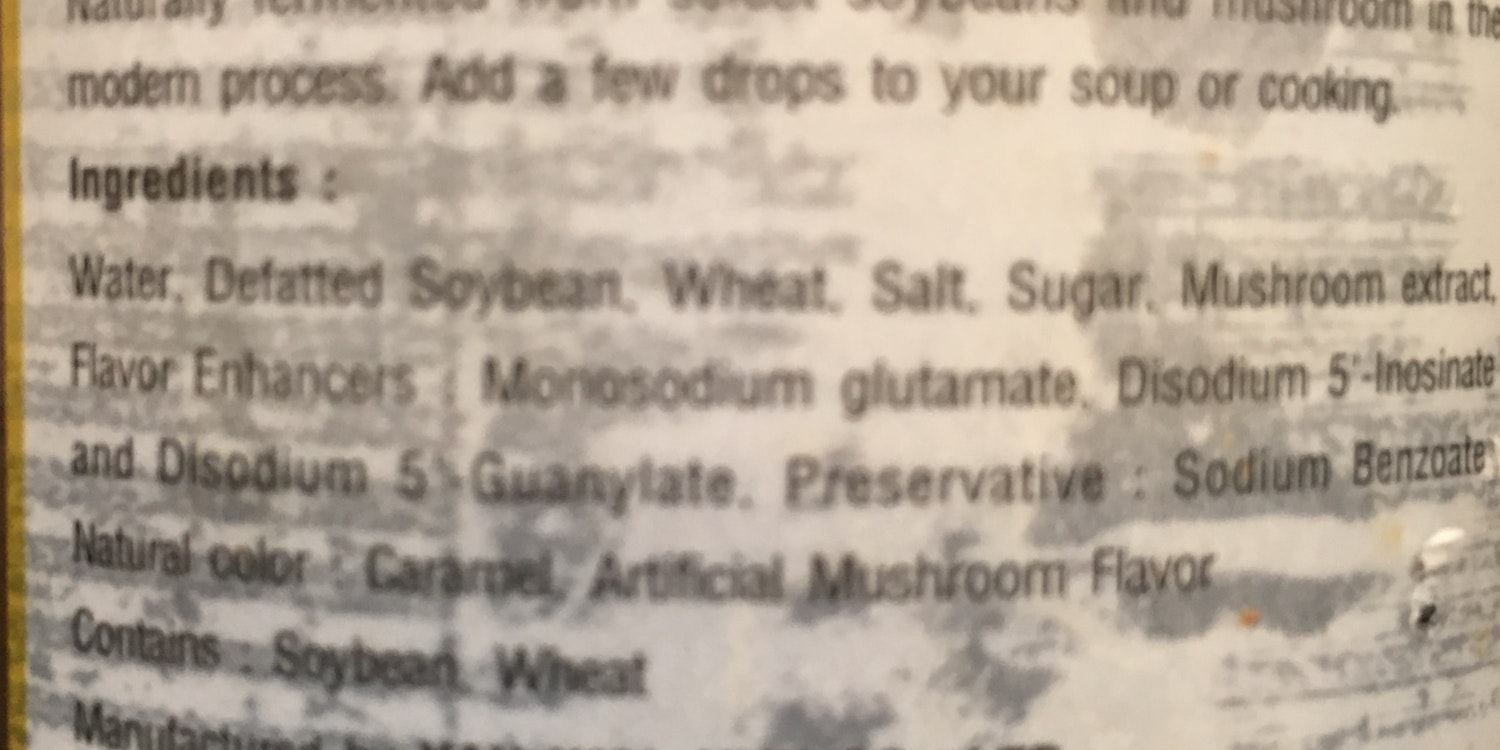 Naturally fermented from select soybeans and mushroom in the
modern process. Add a few drops to your soup or cooking.
Ingredients :
Water, Defatted Soybean, Wheat, Salt, Sugar, Mushroom extract,
Flavor Enhancers : Monosodium glutamate, Disodium 5'-Inosinate
and Disodium 5'-Guanylate, Preservative : Sodium Benzoate,
Natural color : Caramel, Artificial Mushroom Flavor
Contains : Soybean, Wheat
Manufactured by